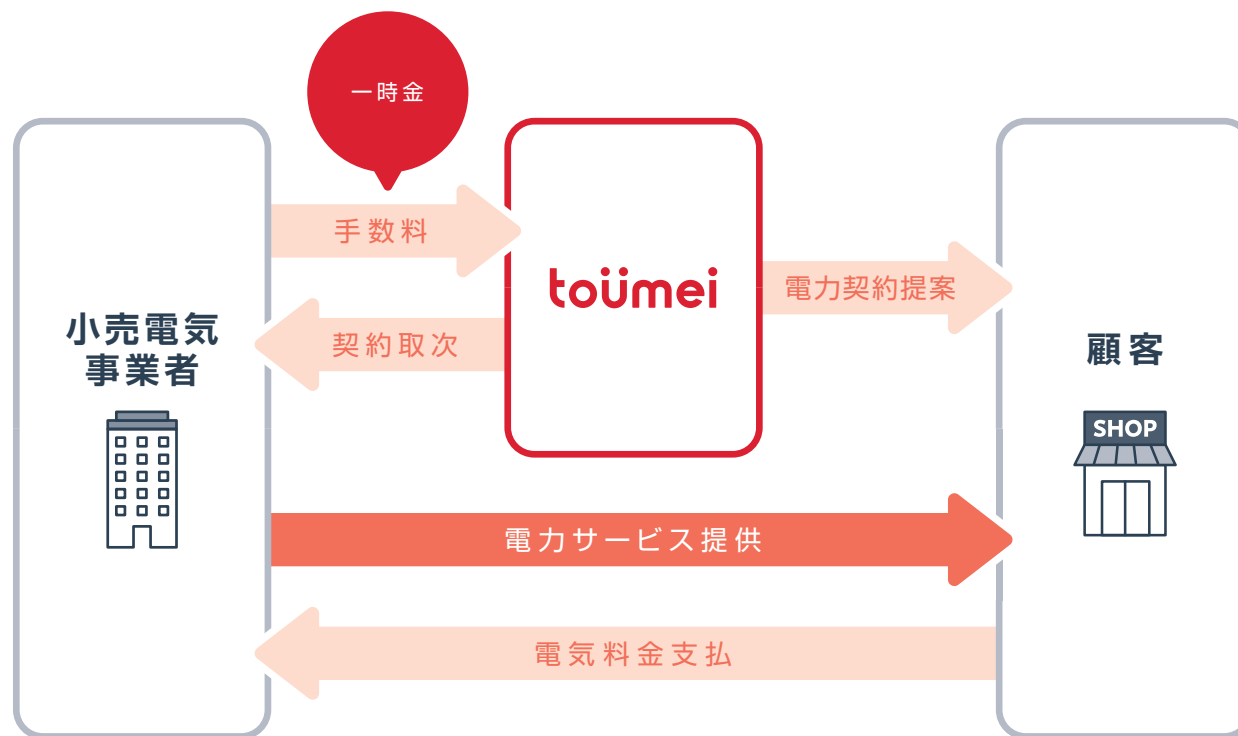 一時金
手数料
toümei
電力契約提案
小売電気
事業者
契約取次
顧客
SHOP
電力サービス提供
電気料金支払